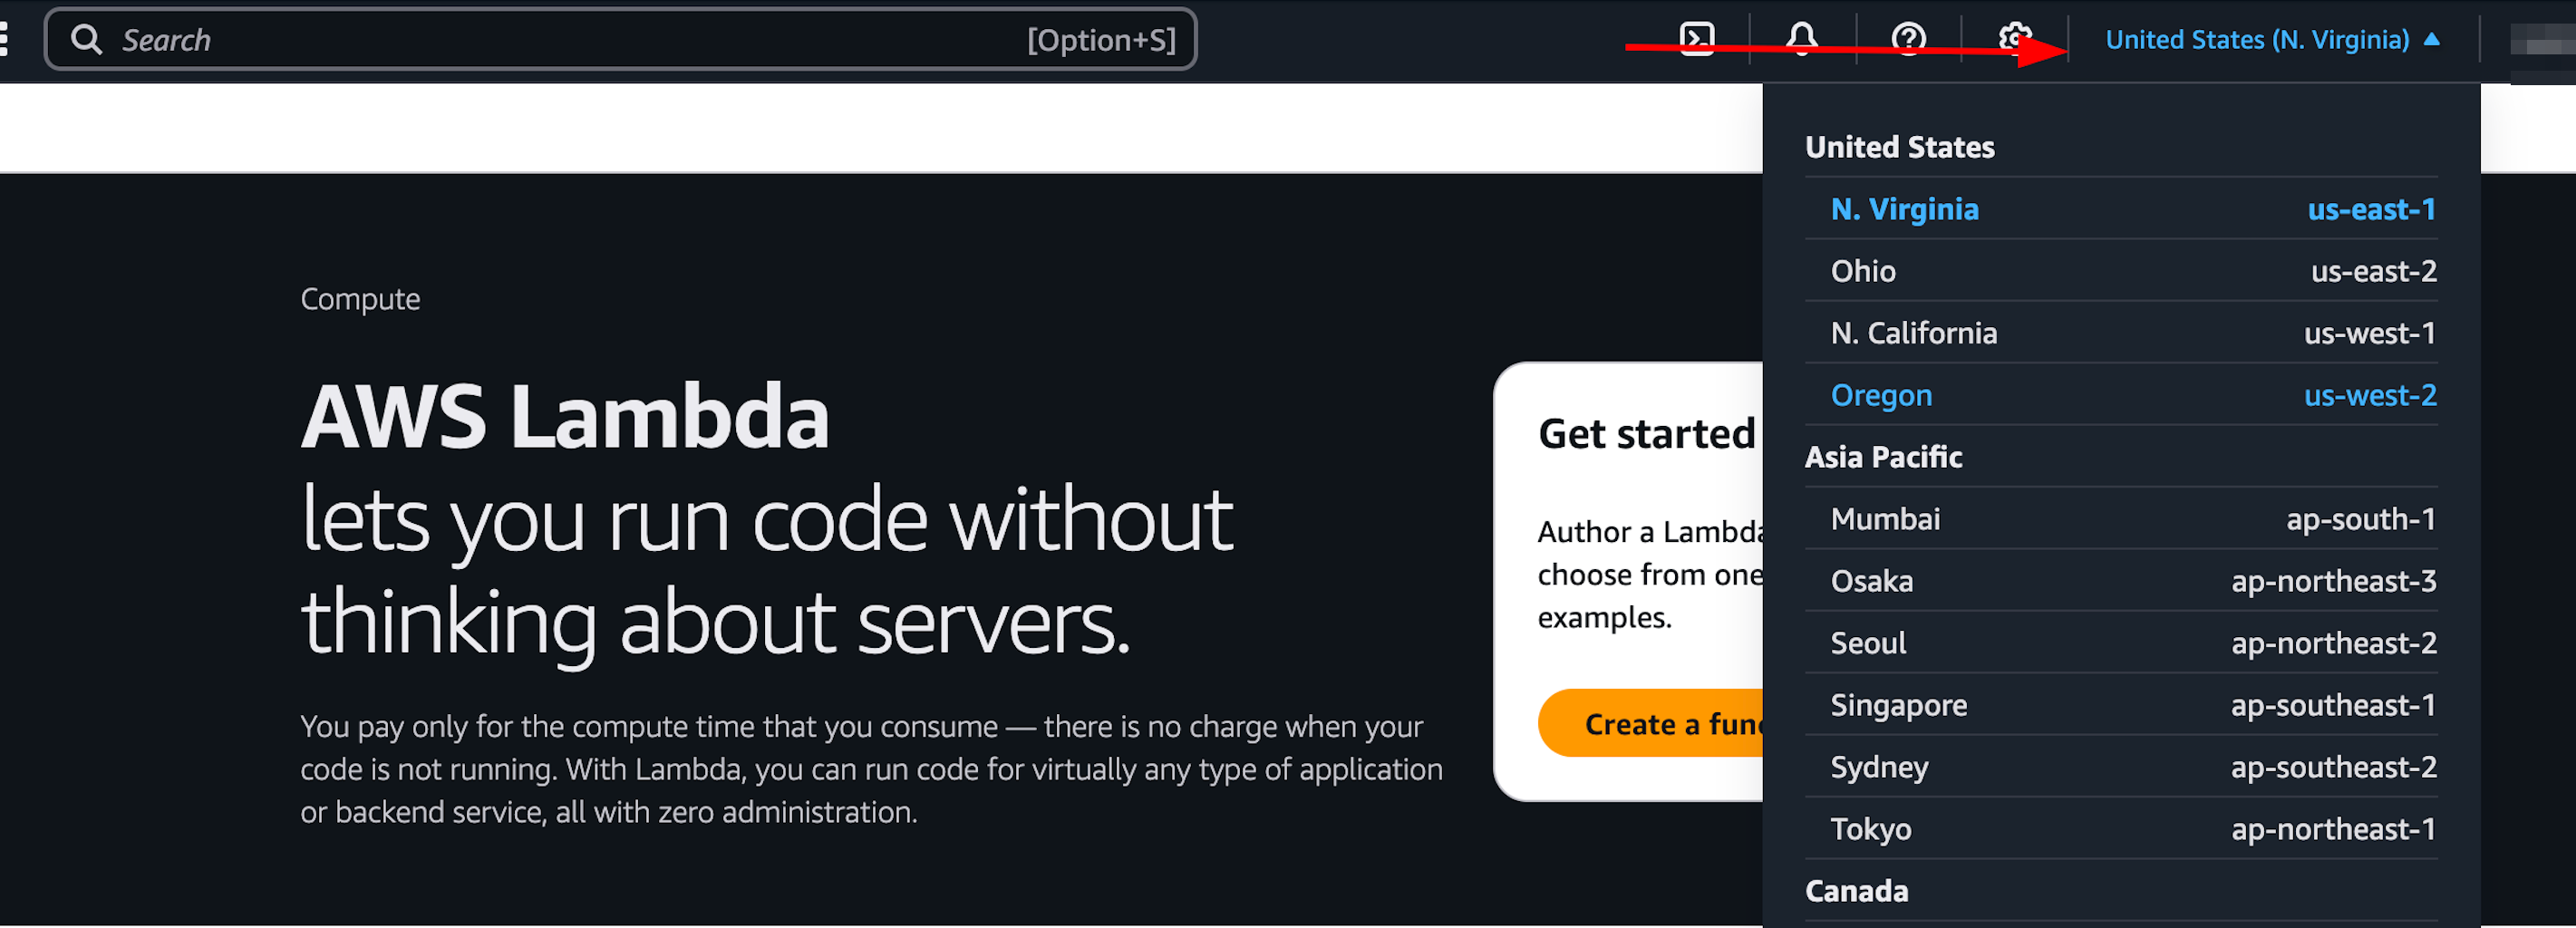 Search [Option+S] United States (N. Virginia)
United States
N. Virginia us-east-1
Ohio us-east-2
N. California us-west-1
Oregon us-west-2
Asia Pacific
Mumbai ap-south-1
Osaka ap-northeast-3
Seoul ap-northeast-2
Singapore ap-southeast-1
Sydney ap-southeast-2
Tokyo ap-northeast-1
Canada
Compute
AWS Lambda
lets you run code without
thinking about servers.
You pay only for the compute time that you consume — there is no charge when your
code is not running. With Lambda, you can run code for virtually any type of application
or backend service, all with zero administration.
Get started
Author a Lambda
choose from one
examples.
Create a func